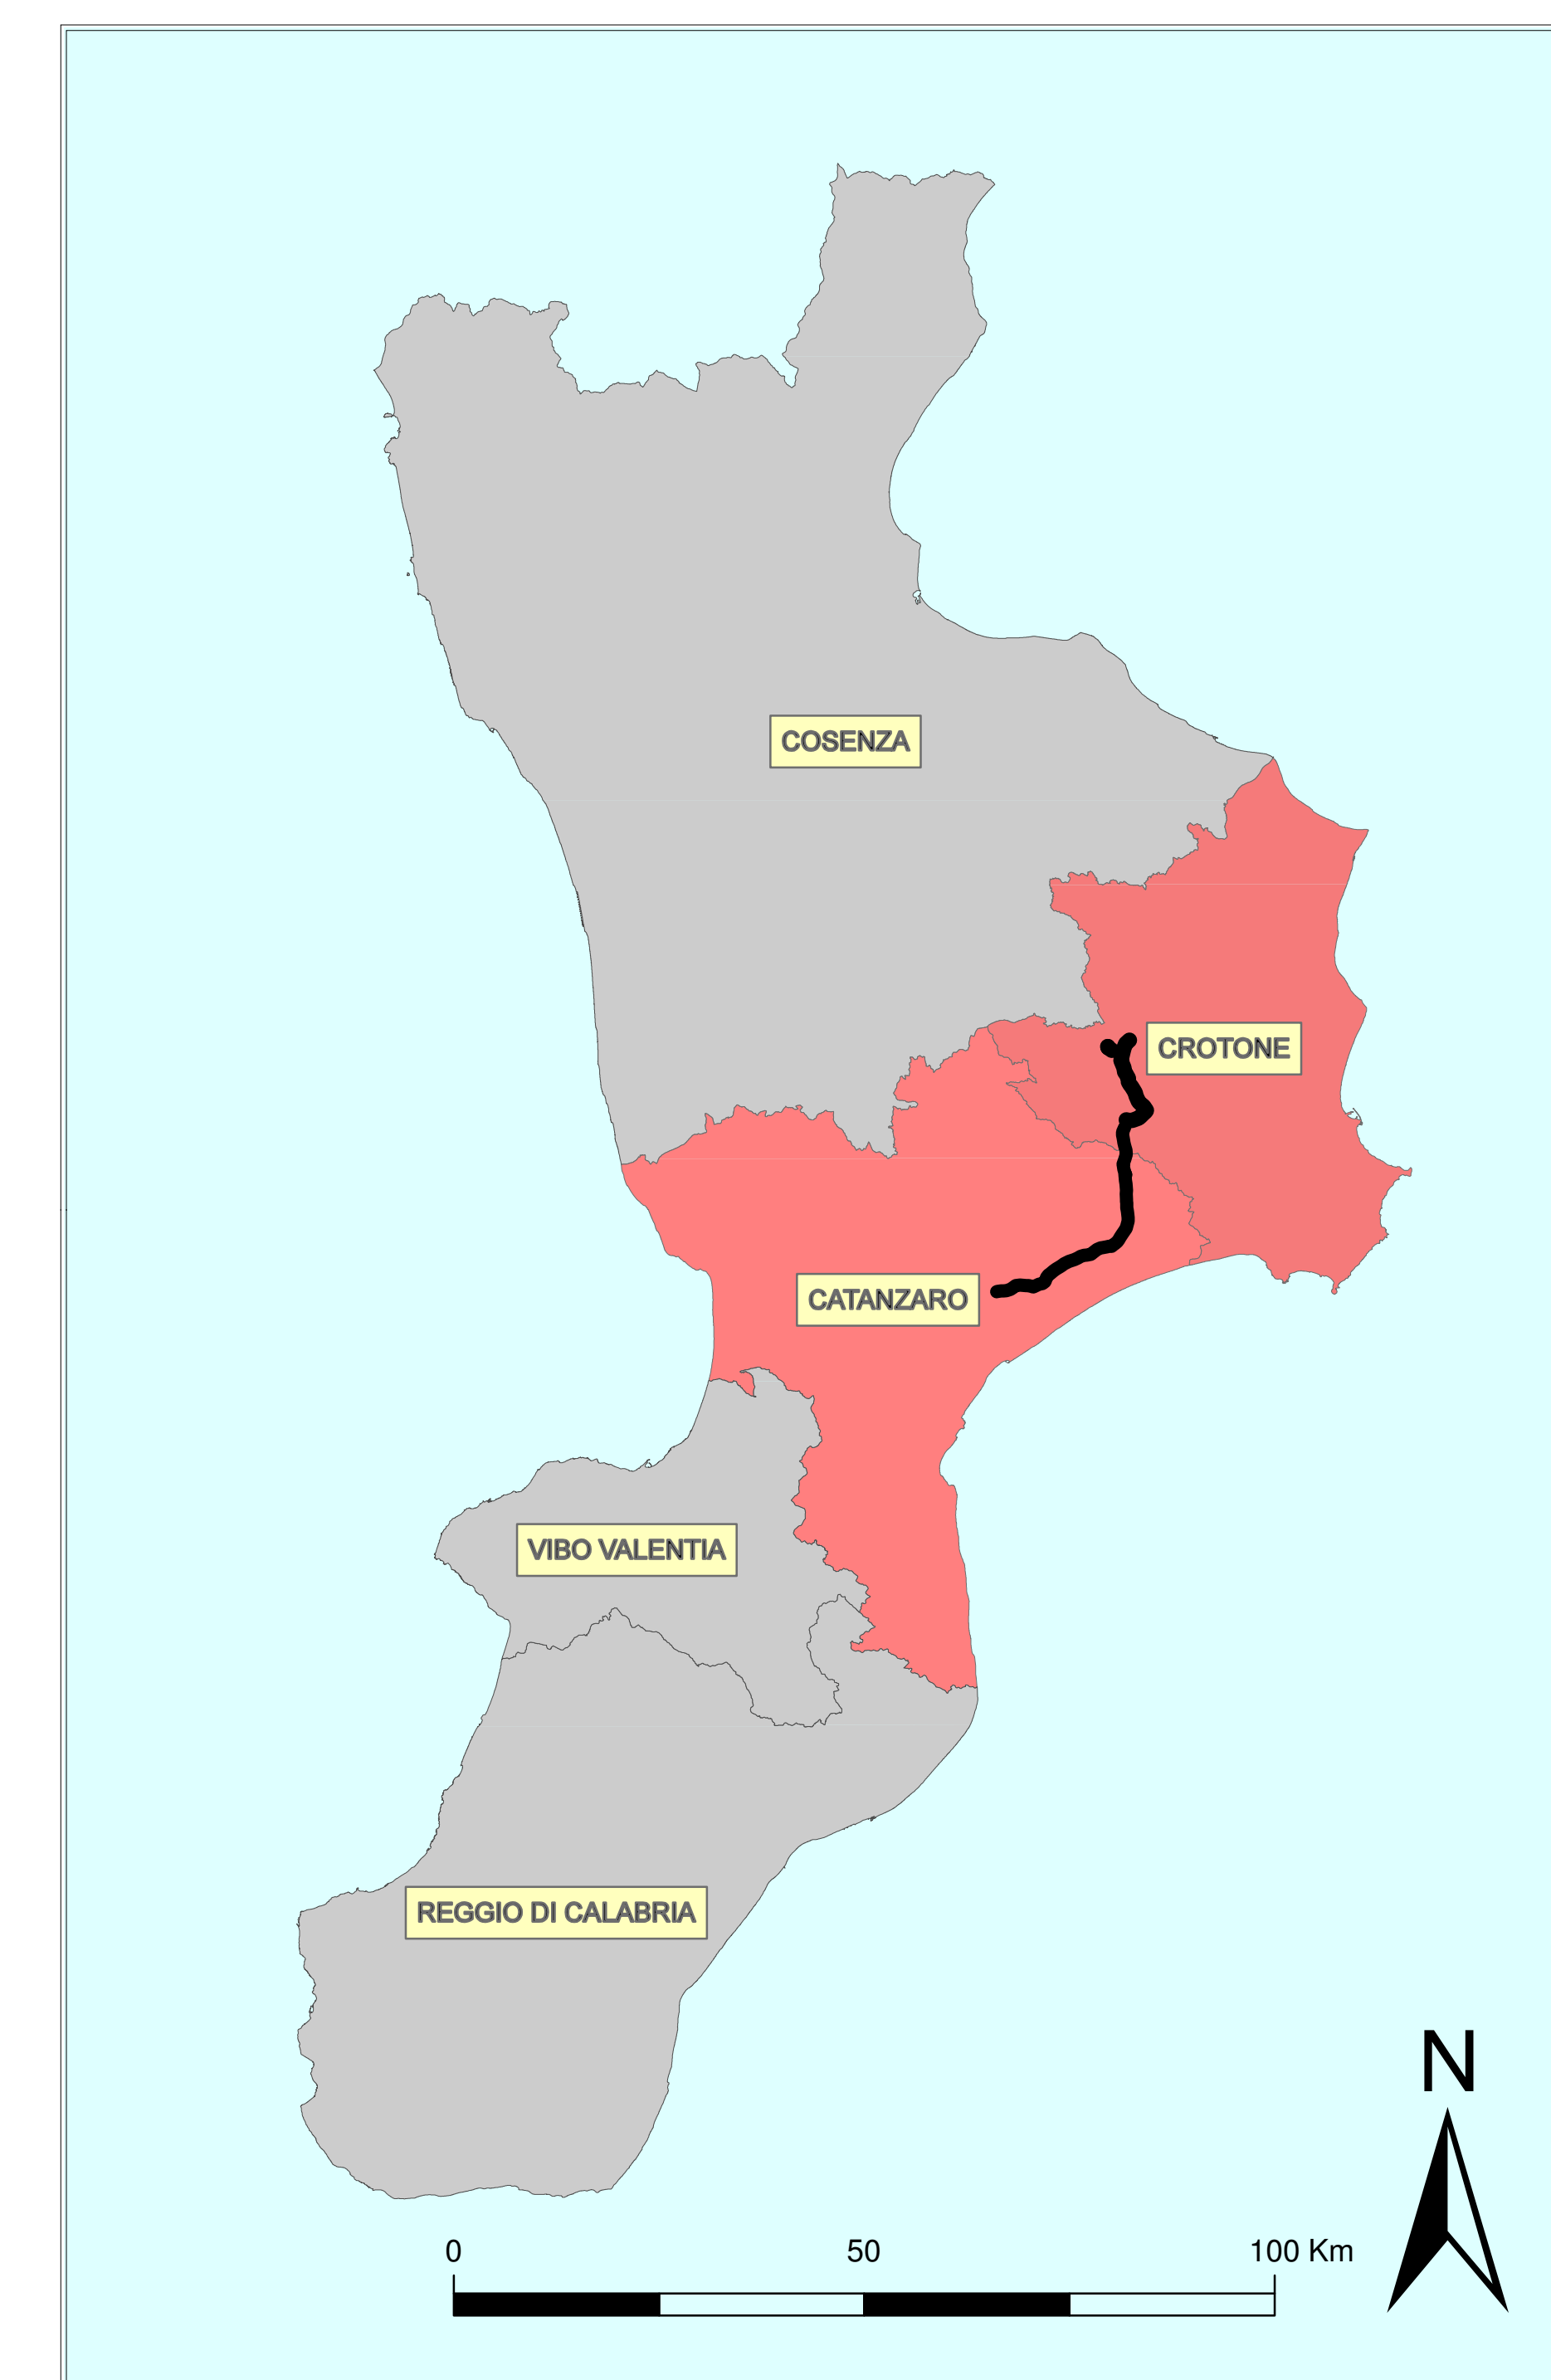 COSENZA
CROTONE
CATANZARO
VIBO VALENTIA
REGGIO DI CALABRIA
N
0 50 100 Km